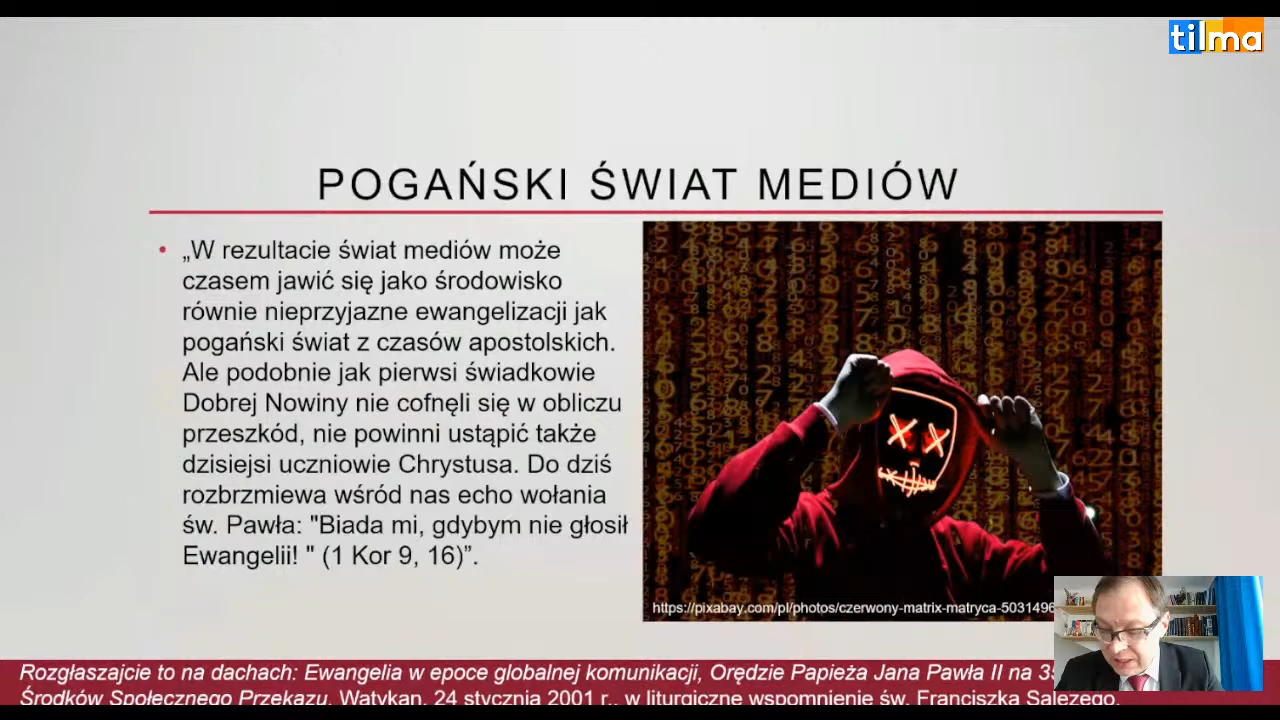 tilma
POGAŃSKI ŚWIAT MEDIÓW
• „W rezultacie świat mediów może
czasem jawić się jako środowisko
równie nieprzyjazne ewangelizacji jak
pogański świat z czasów apostolskich.
Ale podobnie jak pierwsi świadkowie
Dobrej Nowiny nie cofnęli się w obliczu
przeszkód, nie powinni ustąpić także
dzisiejsi uczniowie Chrystusa. Do dziś
rozbrzmiewa wśród nas echo wołania
św. Pawła: "Biada mi, gdybym nie głosił
Ewangelii! " (1 Kor 9, 16)”.
https://pixabay.com/pl/photos/czerwony-matrix-matryca-5031496
Rozgłaszajcie to na dachach: Ewangelia w epoce globalnej komunikacji, Orędzie Papieża Jana Pawła II na
Środków Społecznego Przekazu, Watykan, 24 stycznia 2001 r., w liturgiczne wspomnienie św. Franciszka Salezego.